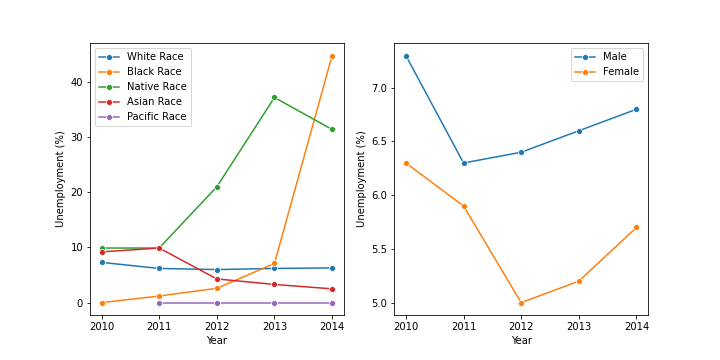 White Race
Black Race
Native Race
Asian Race
Pacific Race
Unemployment (%)
40
30
20
10
0
2010 2011 2012 2013 2014
Year
Male
Female
Unemployment (%)
7.0
6.5
6.0
5.5
5.0
2010 2011 2012 2013 2014
Year